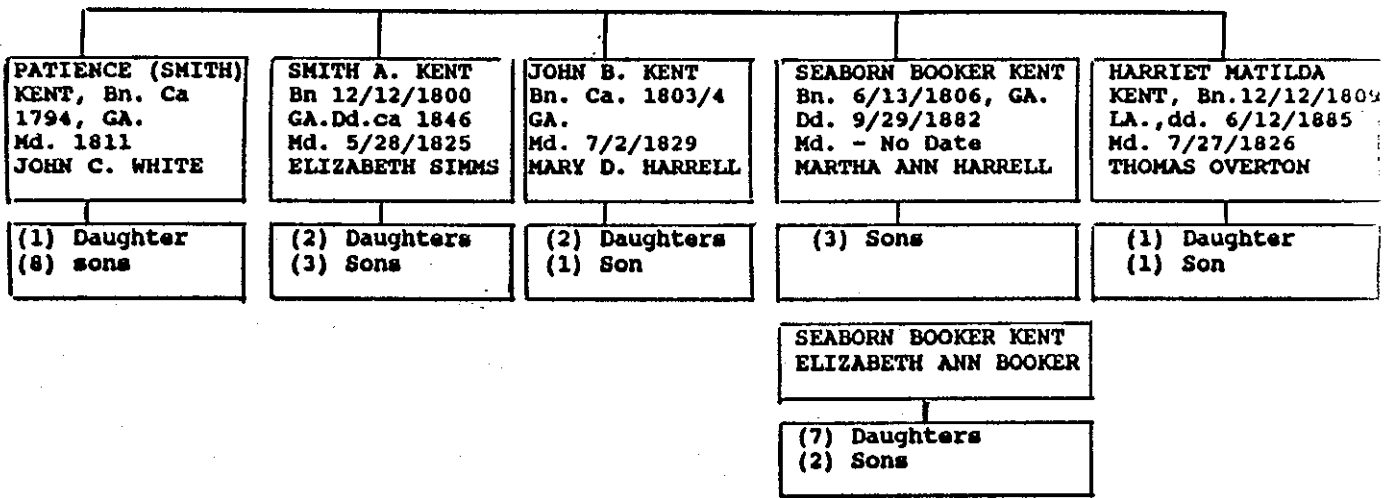 PATIENCE (SMITH)
KENT, Bn. Ca
1794, GA.
Md. 1811
JOHN C. WHITE
(1) Daughter
(8) sons
SMITH A. KENT
Bn 12/12/1800
GA.Dd.ca 1846
Md. 5/28/1825
ELIZABETH SIMMS
(2) Daughters
(3) Sons
JOHN B. KENT
Bn. Ca. 1803/4
GA.
Md. 7/2/1829
MARY D. HARRELL
(2) Daughters
(1) Son
SEABORN BOOKER KENT
Bn. 6/13/1806, GA.
Dd. 9/29/1882
Md. - No Date
MARTHA ANN HARRELL
(3) Sons
SEABORN BOOKER KENT
ELIZABETH ANN BOOKER
(7) Daughters
(2) Sons
HARRIET MATILDA
KENT, Bn.12/12/1809
LA.,dd. 6/12/1885
Md. 7/27/1826
THOMAS OVERTON
(1) Daughter
(1) Son